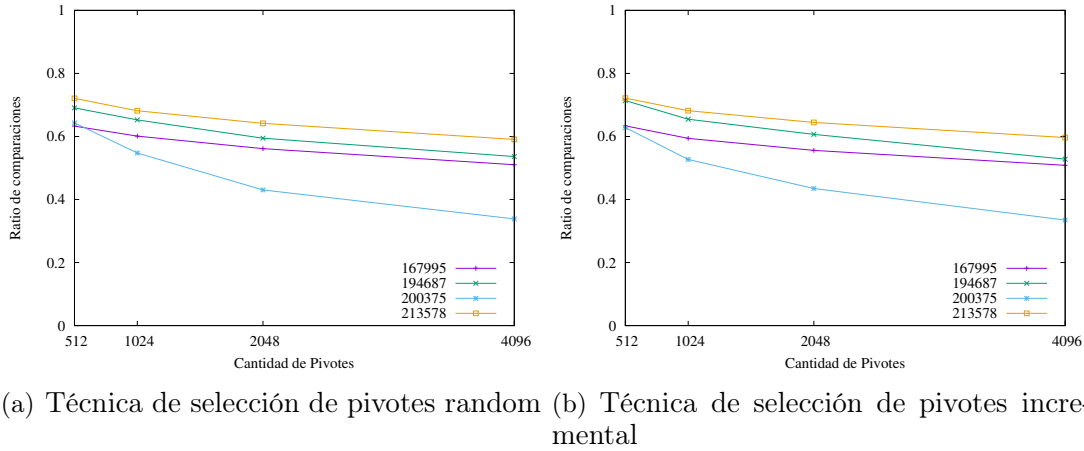 1
0.8
0.6
0.4
0.2
0
Ratio de comparaciones
512 1024 2048 4096
Cantidad de Pivotes
167995
194687
200375
213578
1
0.8
0.6
0.4
0.2
0
Ratio de comparaciones
512 1024 2048 4096
Cantidad de Pivotes
167995
194687
200375
213578
(a) Técnica de selección de pivotes random
(b) Técnica de selección de pivotes incre-
mental